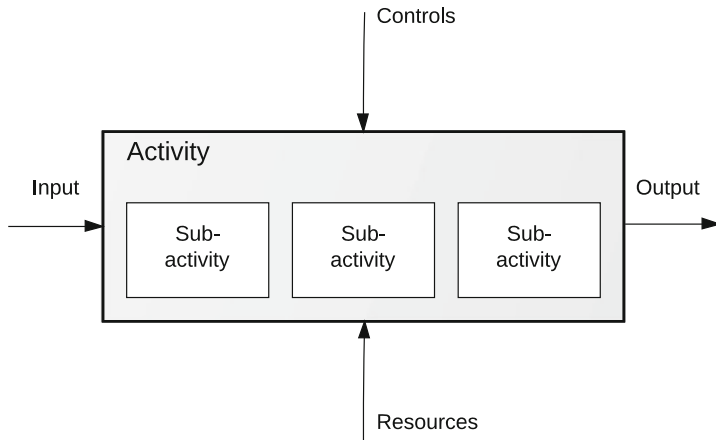 Controls
Activity
Input
Output
Sub-
activity
Sub-
activity
Sub-
activity
Resources